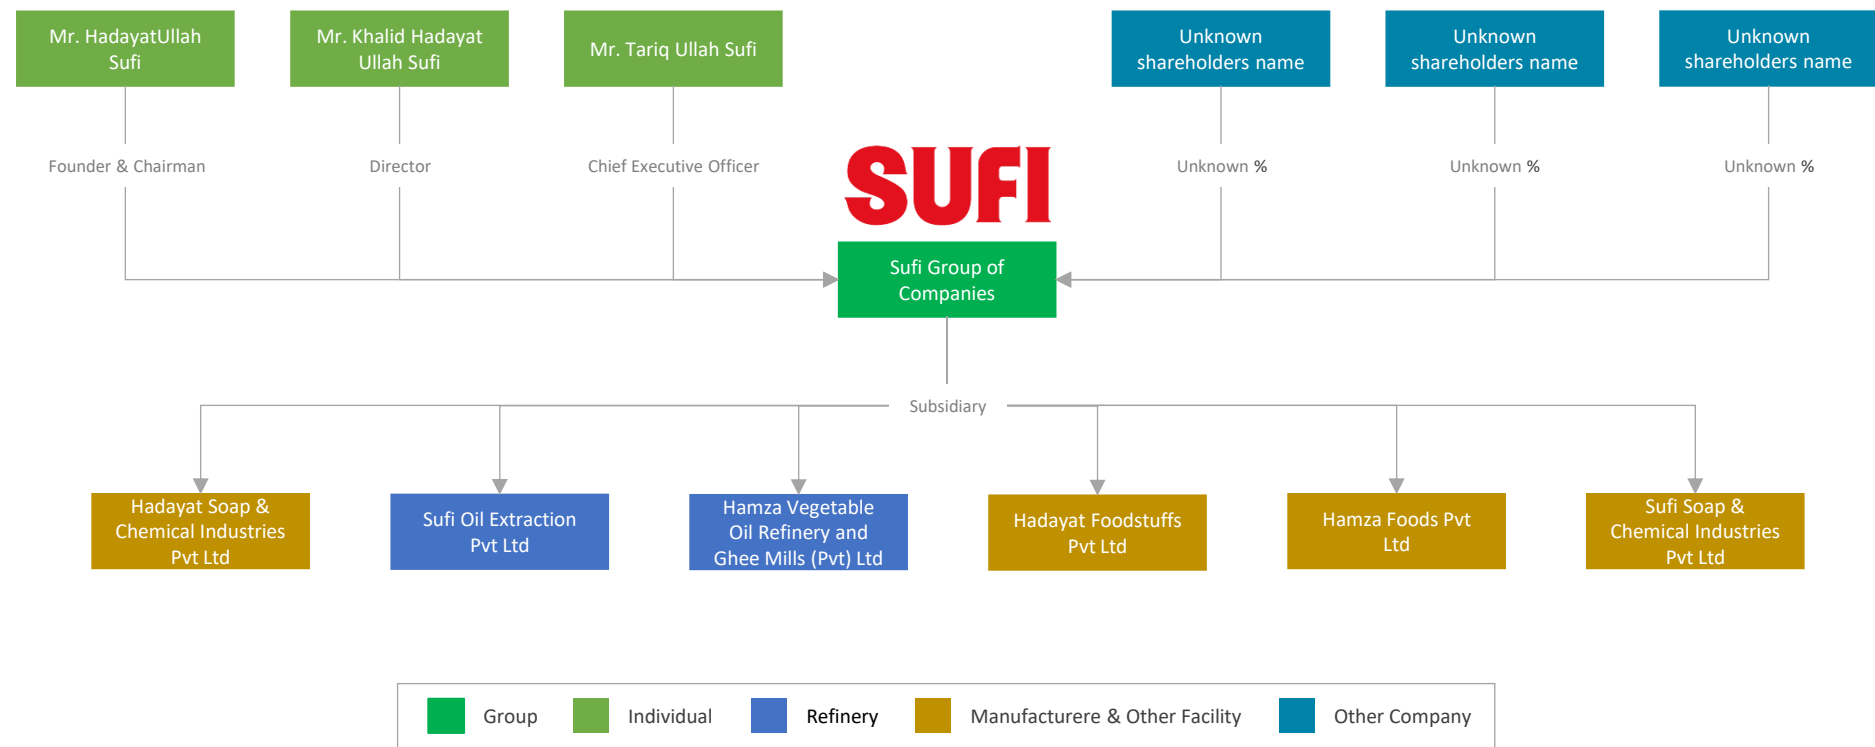 Mr. HadayatUllah
Sufi
Mr. Khalid Hadayat
Ullah Sufi
Mr. Tariq Ullah Sufi
Unknown
shareholders name
Unknown
shareholders name
Unknown
shareholders name
Founder & Chairman
Director
Chief Executive Officer
SUFI
Unknown %
Unknown %
Unknown %
Sufi Group of
Companies
Subsidiary
Hadayat Soap &
Chemical Industries
Pvt Ltd
Sufi Oil Extraction
Pvt Ltd
Hamza Vegetable
Oil Refinery and
Ghee Mills (Pvt) Ltd
Hadayat Foodstuffs
Pvt Ltd
Hamza Foods Pvt
Ltd
Sufi Soap &
Chemical Industries
Pvt Ltd
Group
Individual
Refinery
Manufacturere & Other Facility
Other Company